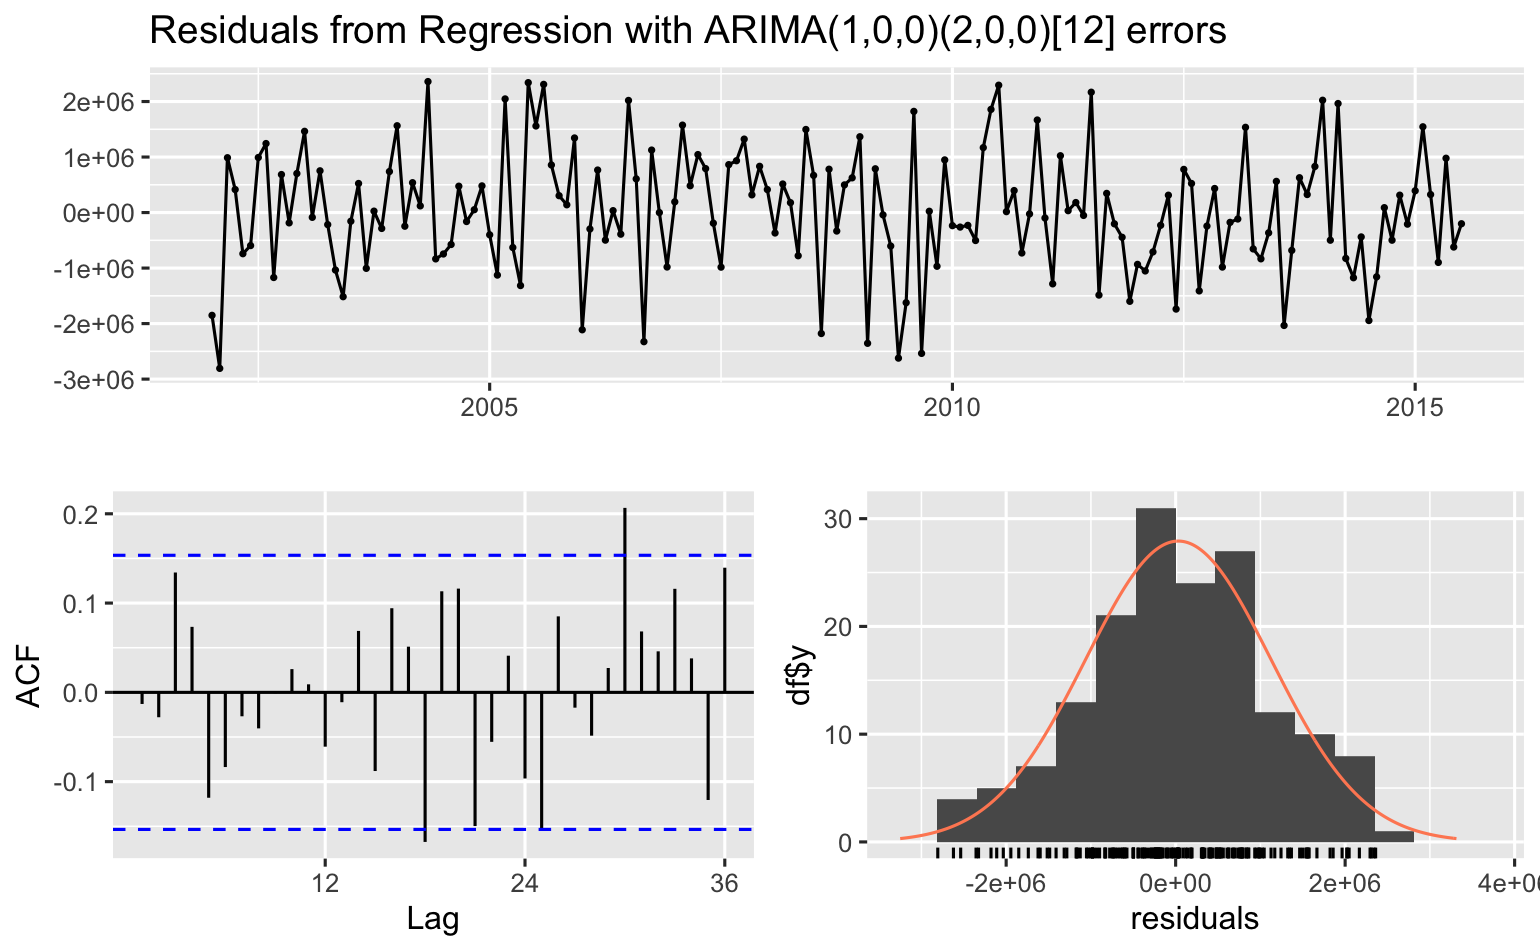 Residuals from Regression with ARIMA(1,0,0)(2,0,0)[12] errors
2e+06
1e+06
0e+00
-1e+06
-2e+06
-3e+06
2005 2010 2015
ACF
0.2
0.1
0.0
-0.1
12 24 36
Lag
df$y
30
20
10
0
-2e+06 0e+00 2e+06 4e+0
residuals